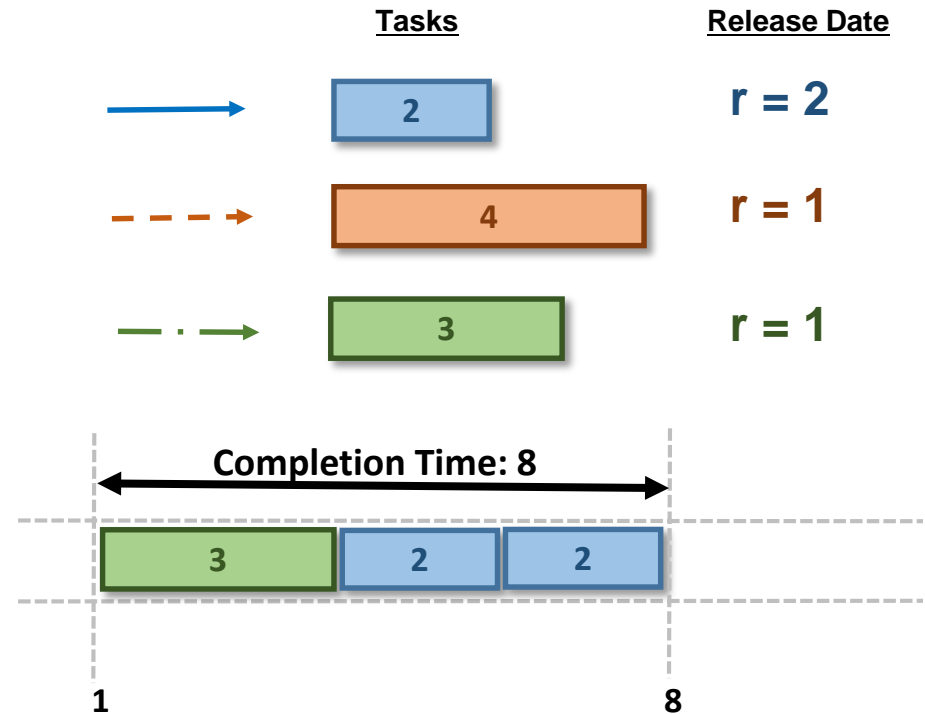 Tasks Release Date
2 r = 2
4 r = 1
3 r = 1
Completion Time: 8
3 2 2
1 8